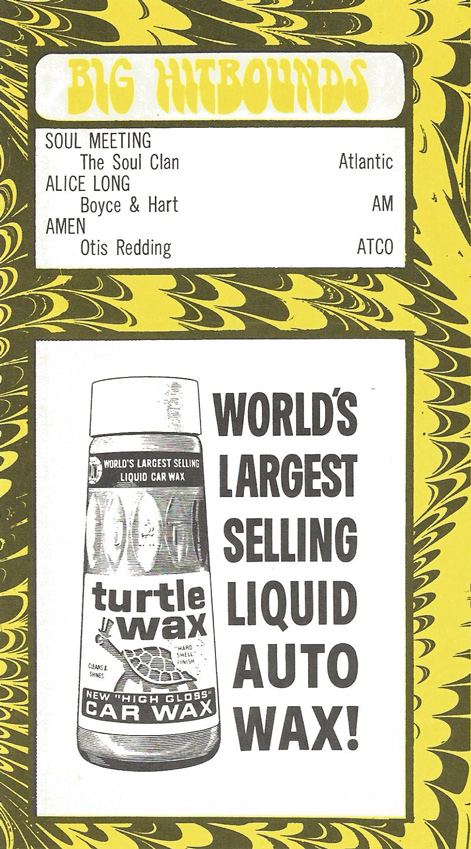 BIG HITBOUNDS
SOUL MEETING
The Soul Clan Atlantic
ALICE LONG
Boyce & Hart AM
AMEN
Otis Redding ATCO
WORLD'S
LARGEST
SELLING
LIQUID
AUTO
WAX!
WORLD'S LARGEST SELLING
LIQUID CAR WAX
turtle
wax
"HARD
SHELL"
FINISH
CLEANS &
SHINES
NEW "HIGH GLOSS"
CAR WAX